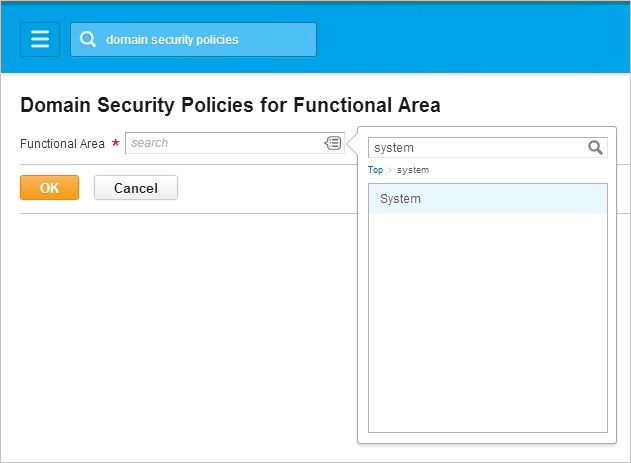 domain security policies
Domain Security Policies for Functional Area
Functional Area * search
system
Top > system
System
OK Cancel